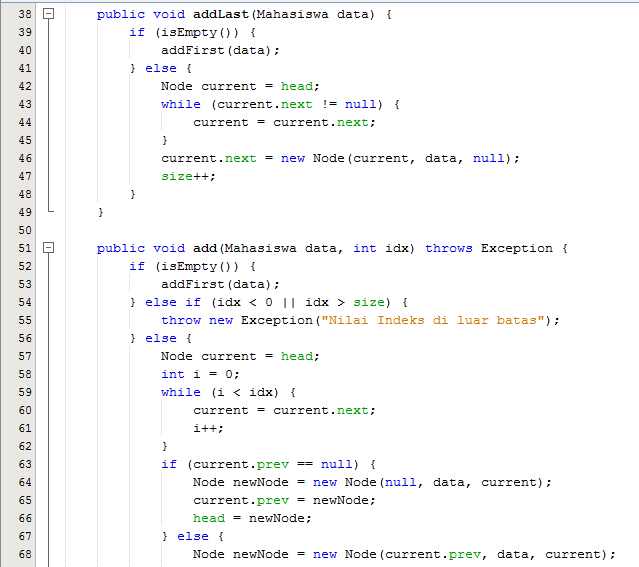 38 public void addLast(Mahasiswa data) {
39 if (isEmpty()) {
40 addFirst(data);
41 } else {
42 Node current = head;
43 while (current.next != null) {
44 current = current.next;
45 }
46 current.next = new Node(current, data, null);
47 size++;
48 }
49 }
50
51 public void add(Mahasiswa data, int idx) throws Exception {
52 if (isEmpty()) {
53 addFirst(data);
54 } else if (idx < 0 || idx > size) {
55 throw new Exception("Nilai Indeks di luar batas");
56 } else {
57 Node current = head;
58 int i = 0;
59 while (i < idx) {
60 current = current.next;
61 i++;
62 }
63 if (current.prev == null) {
64 Node newNode = new Node(null, data, current);
65 current.prev = newNode;
66 head = newNode;
67 } else {
68 Node newNode = new Node(current.prev, data, current);